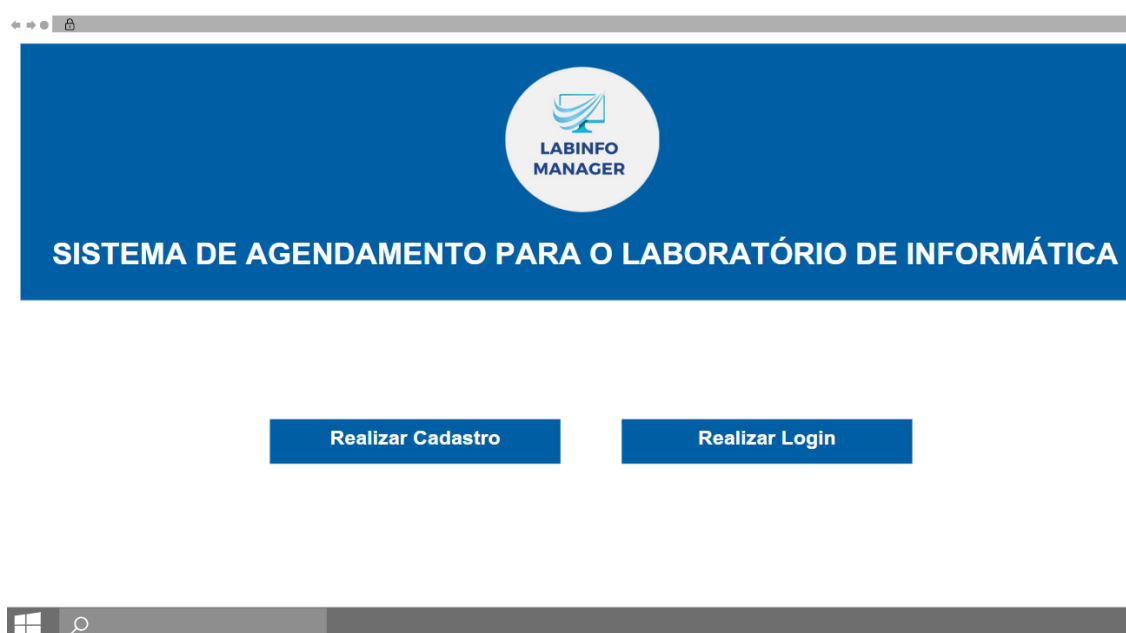 LABINFO
MANAGER
SISTEMA DE AGENDAMENTO PARA O LABORATÓRIO DE INFORMÁTICA
Realizar Cadastro
Realizar Login